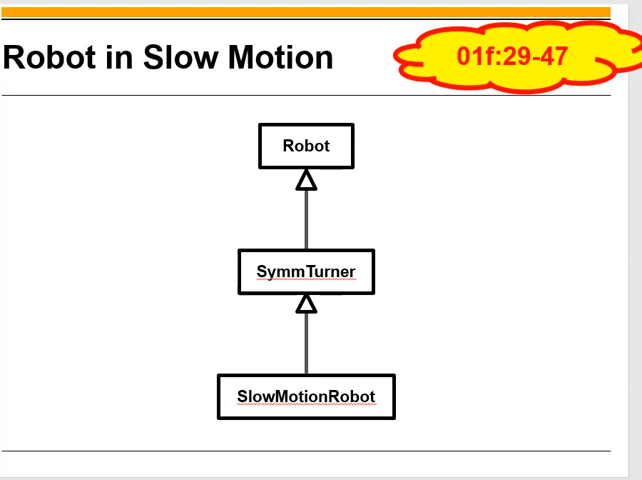 Robot in Slow Motion
01f:29-47
Robot
SymmTurner
SlowMotionRobot